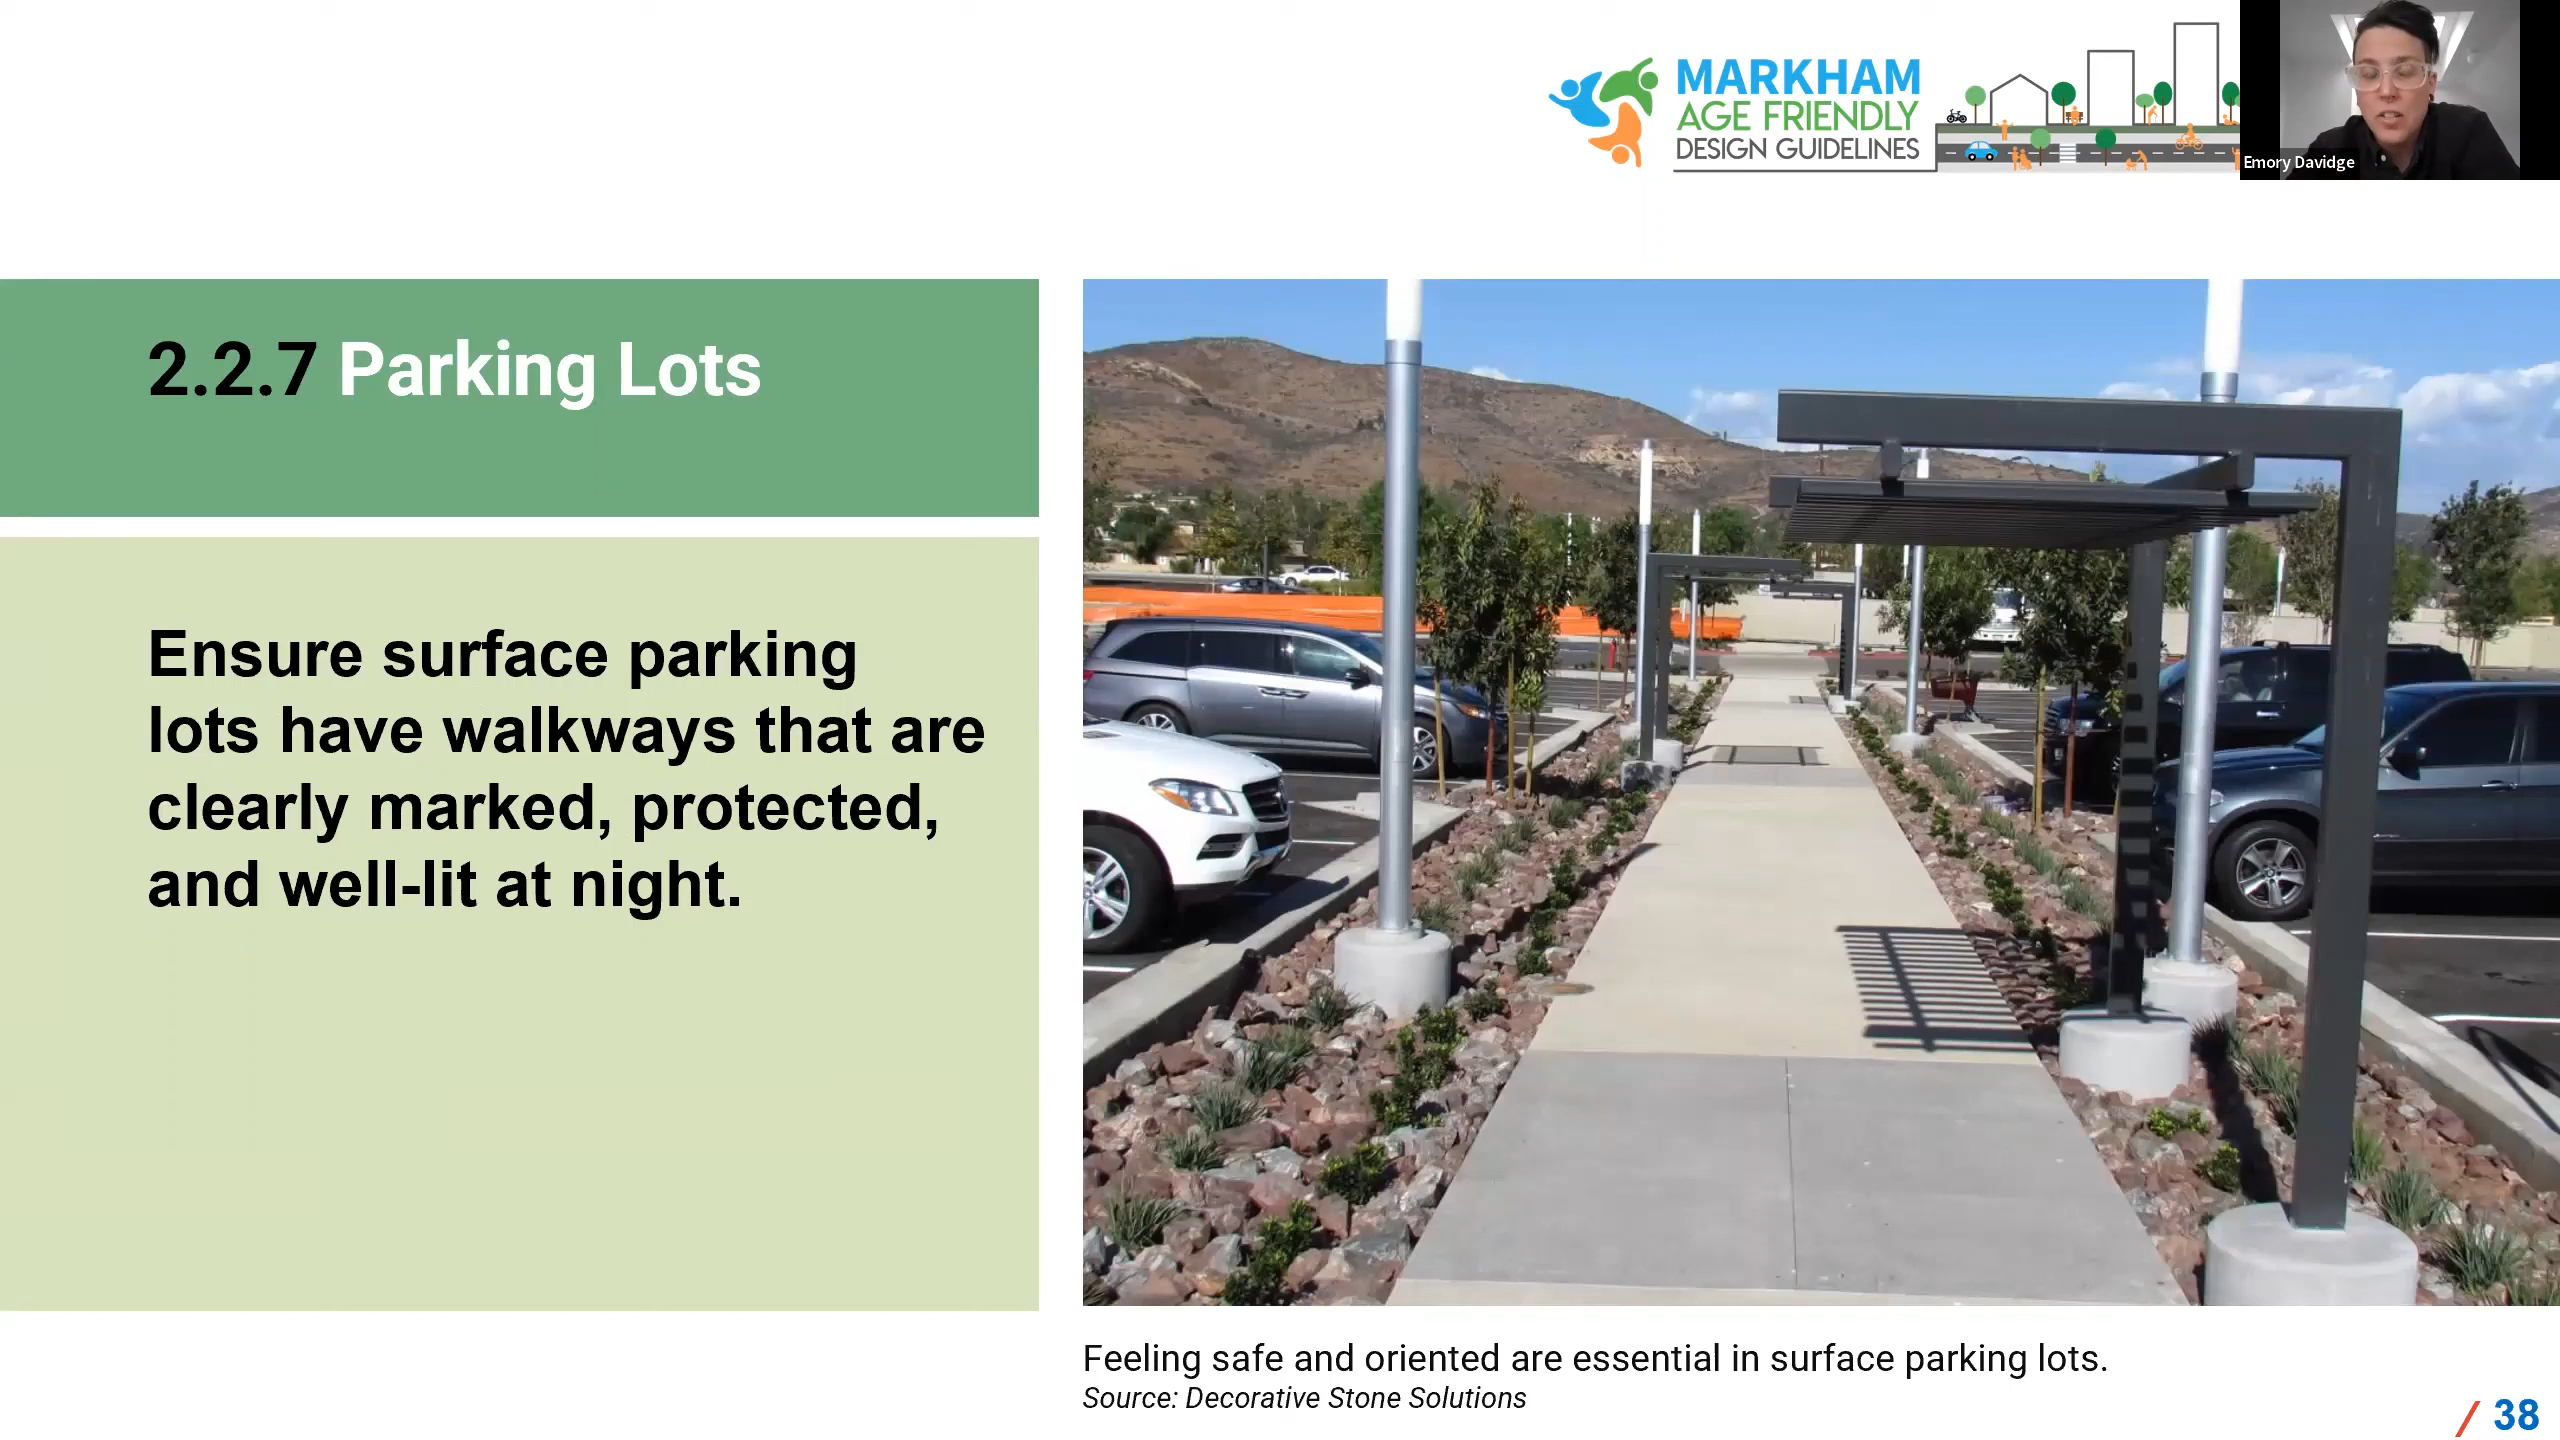 MARKHAM
AGE FRIENDLY
DESIGN GUIDELINES
Emory Davidge
2.2.7 Parking Lots
Ensure surface parking
lots have walkways that are
clearly marked, protected,
and well-lit at night.
Feeling safe and oriented are essential in surface parking lots.
Source: Decorative Stone Solutions
/ 38